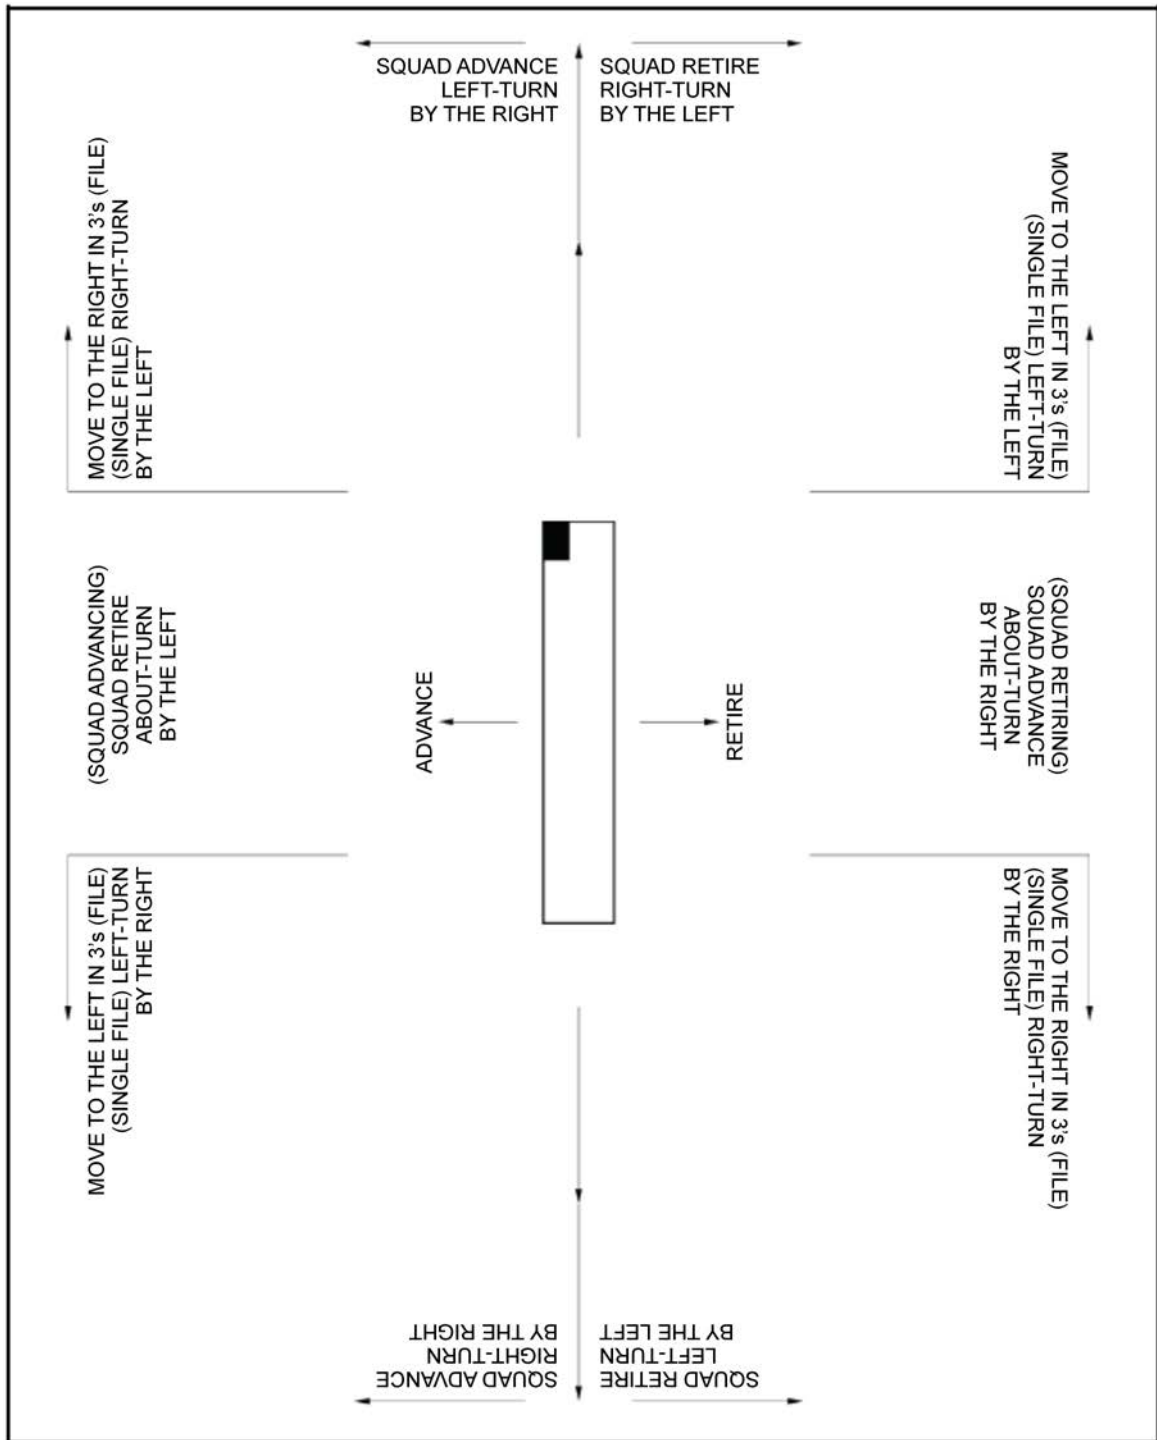 SQUAD ADVANCE
LEFT-TURN
BY THE RIGHT
SQUAD RETIRE
RIGHT-TURN
BY THE LEFT
MOVE TO THE RIGHT IN 3's (FILE)
(SINGLE FILE) RIGHT-TURN
BY THE LEFT
MOVE TO THE LEFT IN 3's (FILE)
(SINGLE FILE) LEFT-TURN
BY THE LEFT
(SQUAD ADVANCING)
SQUAD RETIRE
ABOUT-TURN
BY THE LEFT
ADVANCE
RETIRE
(SQUAD RETIRING)
SQUAD ADVANCE
ABOUT-TURN
BY THE RIGHT
MOVE TO THE LEFT IN 3's (FILE)
(SINGLE FILE) LEFT-TURN
BY THE RIGHT
MOVE TO THE RIGHT IN 3's (FILE)
(SINGLE FILE) RIGHT-TURN
BY THE RIGHT
SQUAD ADVANCE
RIGHT-TURN
BY THE RIGHT
SQUAD RETIRE
LEFT-TURN
BY THE LEFT